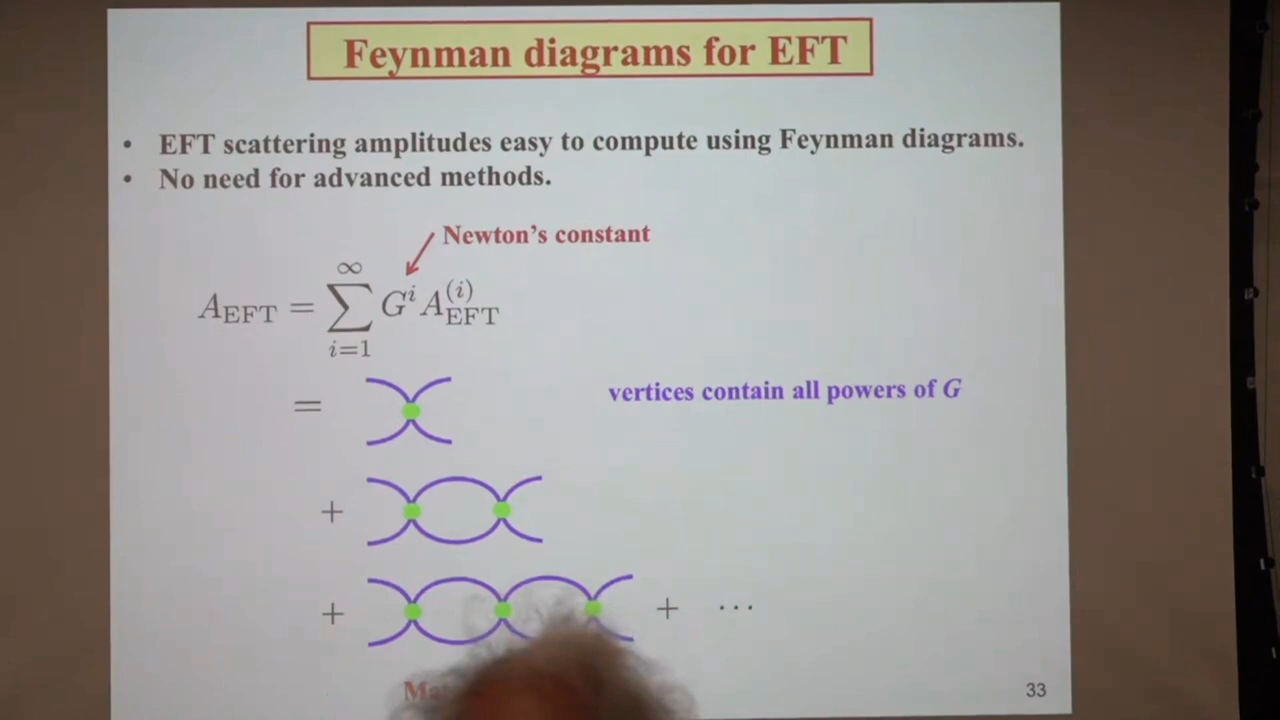 Feynman diagrams for EFT
• EFT scattering amplitudes easy to compute using Feynman diagrams.
• No need for advanced methods.
Newton's constant
A_EFT = ∑_{i=1}^{∞} G^i A_EFT^{(i)}
=
vertices contain all powers of G
+
+ + ···
33